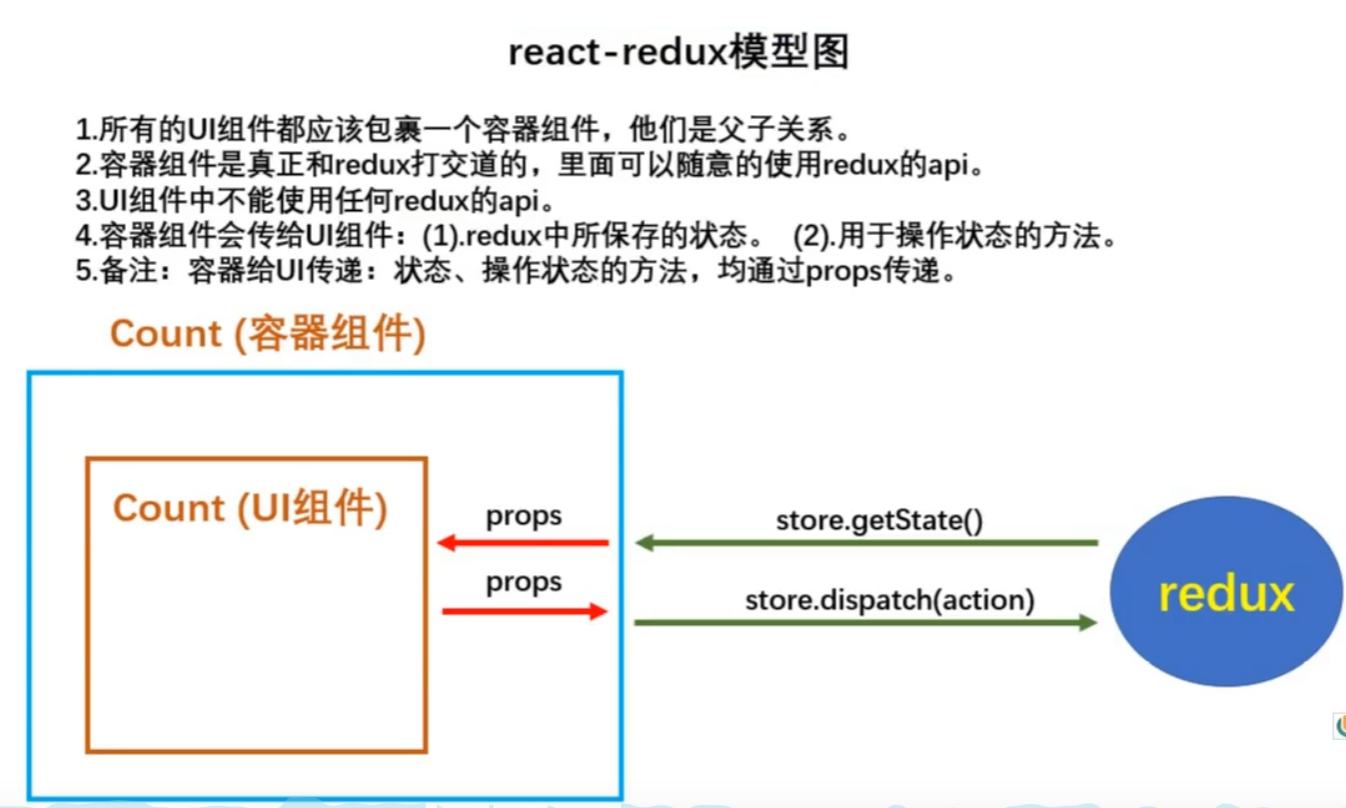 react-redux模型图
1.所有的UI组件都应该包裹一个容器组件，他们是父子关系。
2.容器组件是真正和redux打交道的，里面可以随意的使用redux的api。
3.UI组件中不能使用任何redux的api。
4.容器组件会传给UI组件：(1).redux中所保存的状态。 (2).用于操作状态的方法。
5.备注：容器给UI传递：状态、操作状态的方法，均通过props传递。
Count (容器组件)
Count (UI组件)
props
store.getState()
props
store.dispatch(action)
redux